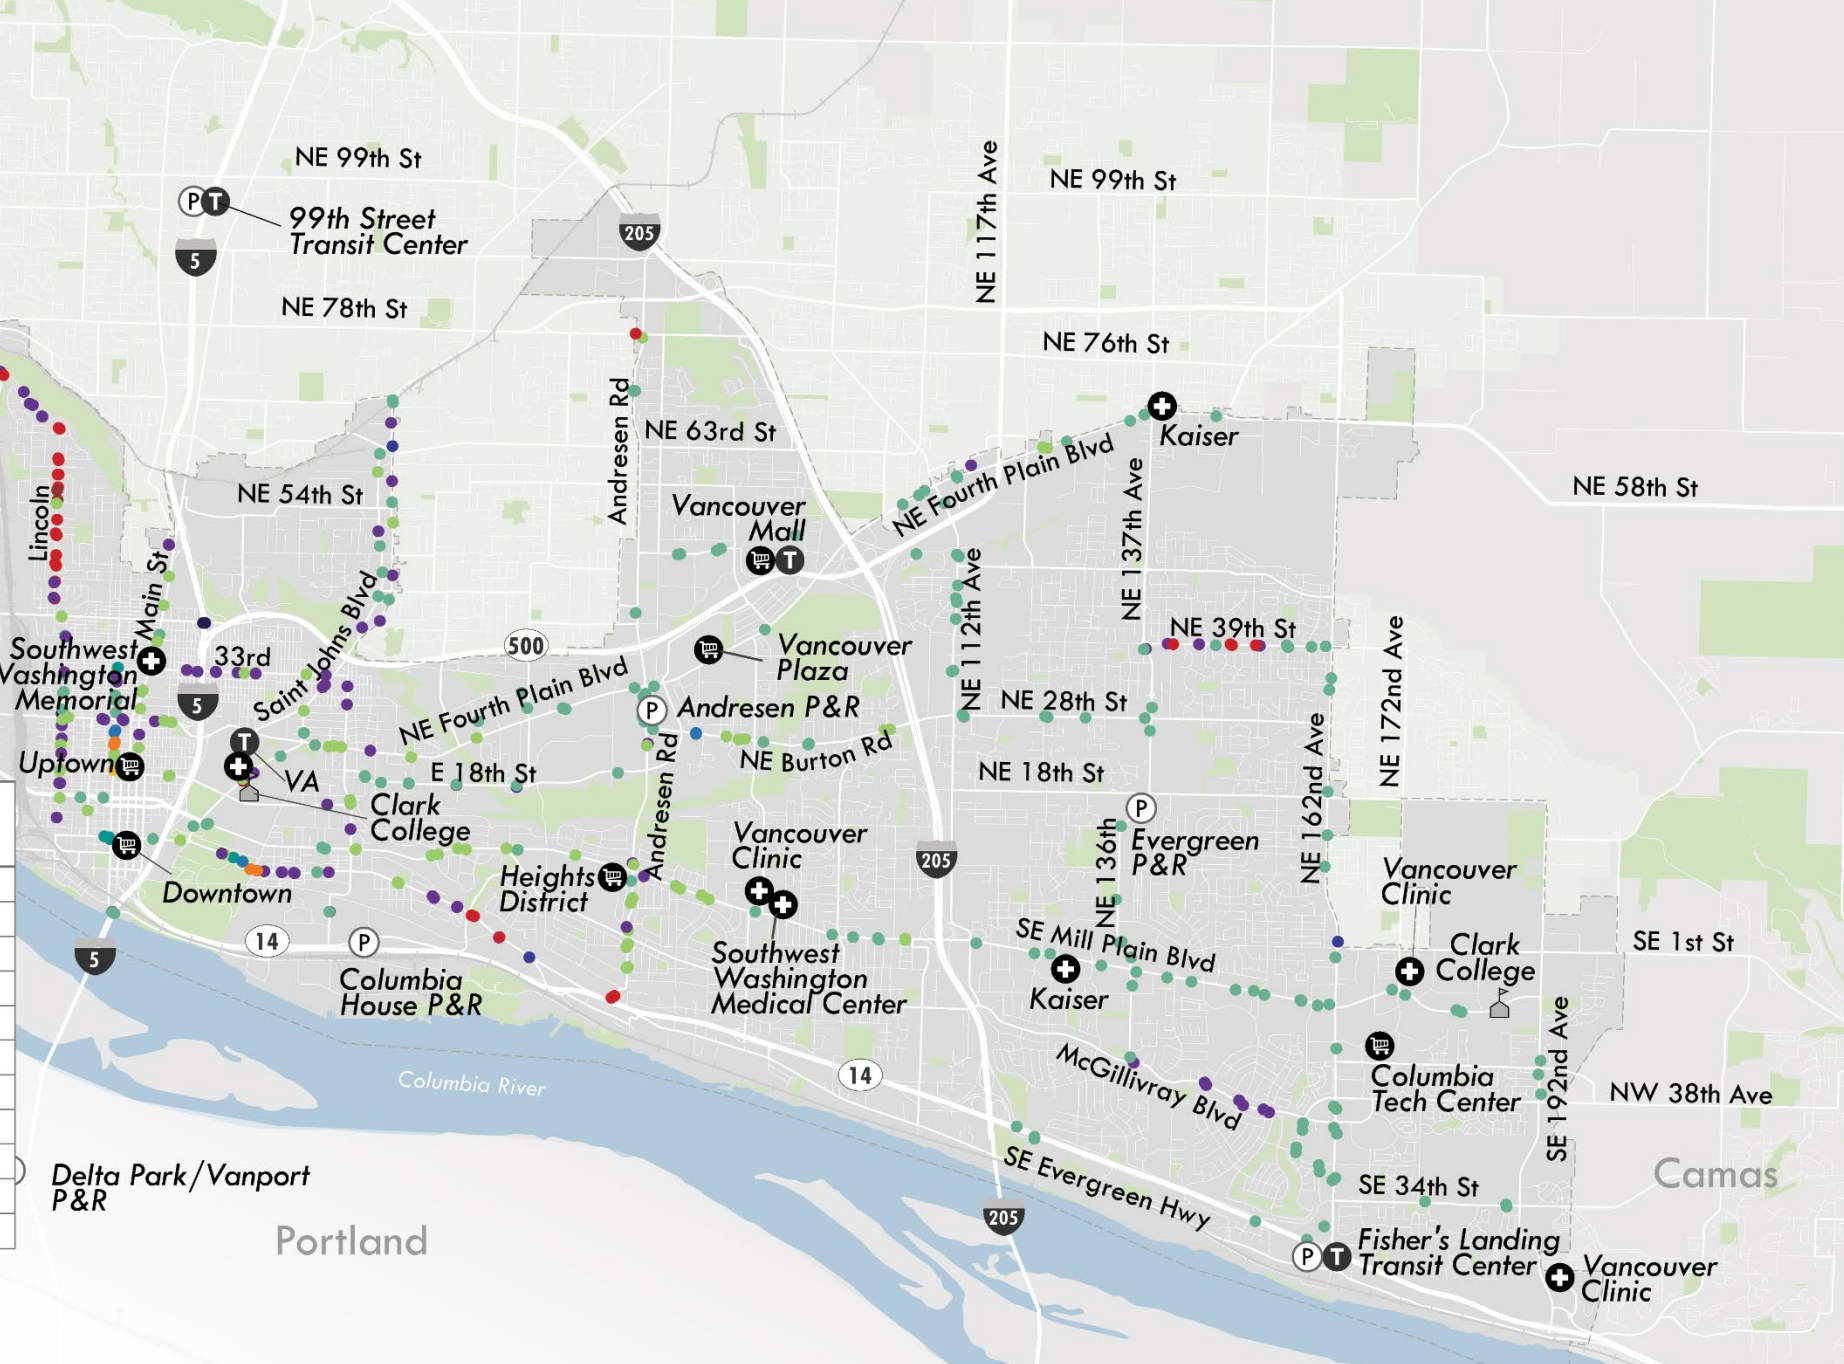 NE 99th St
P
T
99th Street
Transit Center
5
205
NE 78th St
NE 117th Ave
NE 99th St
NE 76th St
Andresen Rd
NE 63rd St
Kaiser
NE Fourth Plain Blvd
NE 137th Ave
NE 58th St
Lincoln
NE 54th St
Vancouver
Mall
T
Main St
Saint Johns Blvd
NE 112th Ave
NE 39th St
NE 172nd Ave
Southwest
Washington
Memorial
33rd
500
Vancouver
Plaza
5
NE Fourth Plain Blvd
P
Andresen P&R
NE 28th St
NE 162nd Ave
T
Uptown
VA
E 18th St
Andresen Rd
NE Burton Rd
NE 18th St
Clark
College
P
Evergreen
P&R
NE 136th
Vancouver
Clinic
205
Vancouver
Clinic
Downtown
Heights
District
14
P
5
Columbia
House P&R
Southwest
Washington
Medical Center
SE Mill Plain Blvd
Kaiser
Clark
College
SE 1st St
SE 192nd Ave
14
McGillivray Blvd
Columbia
Tech Center
NW 38th Ave
Columbia River
SE Evergreen Hwy
Delta Park/Vanport
P&R
SE 34th St
Camas
Portland
205
P
T
Fisher's Landing
Transit Center
Vancouver
Clinic